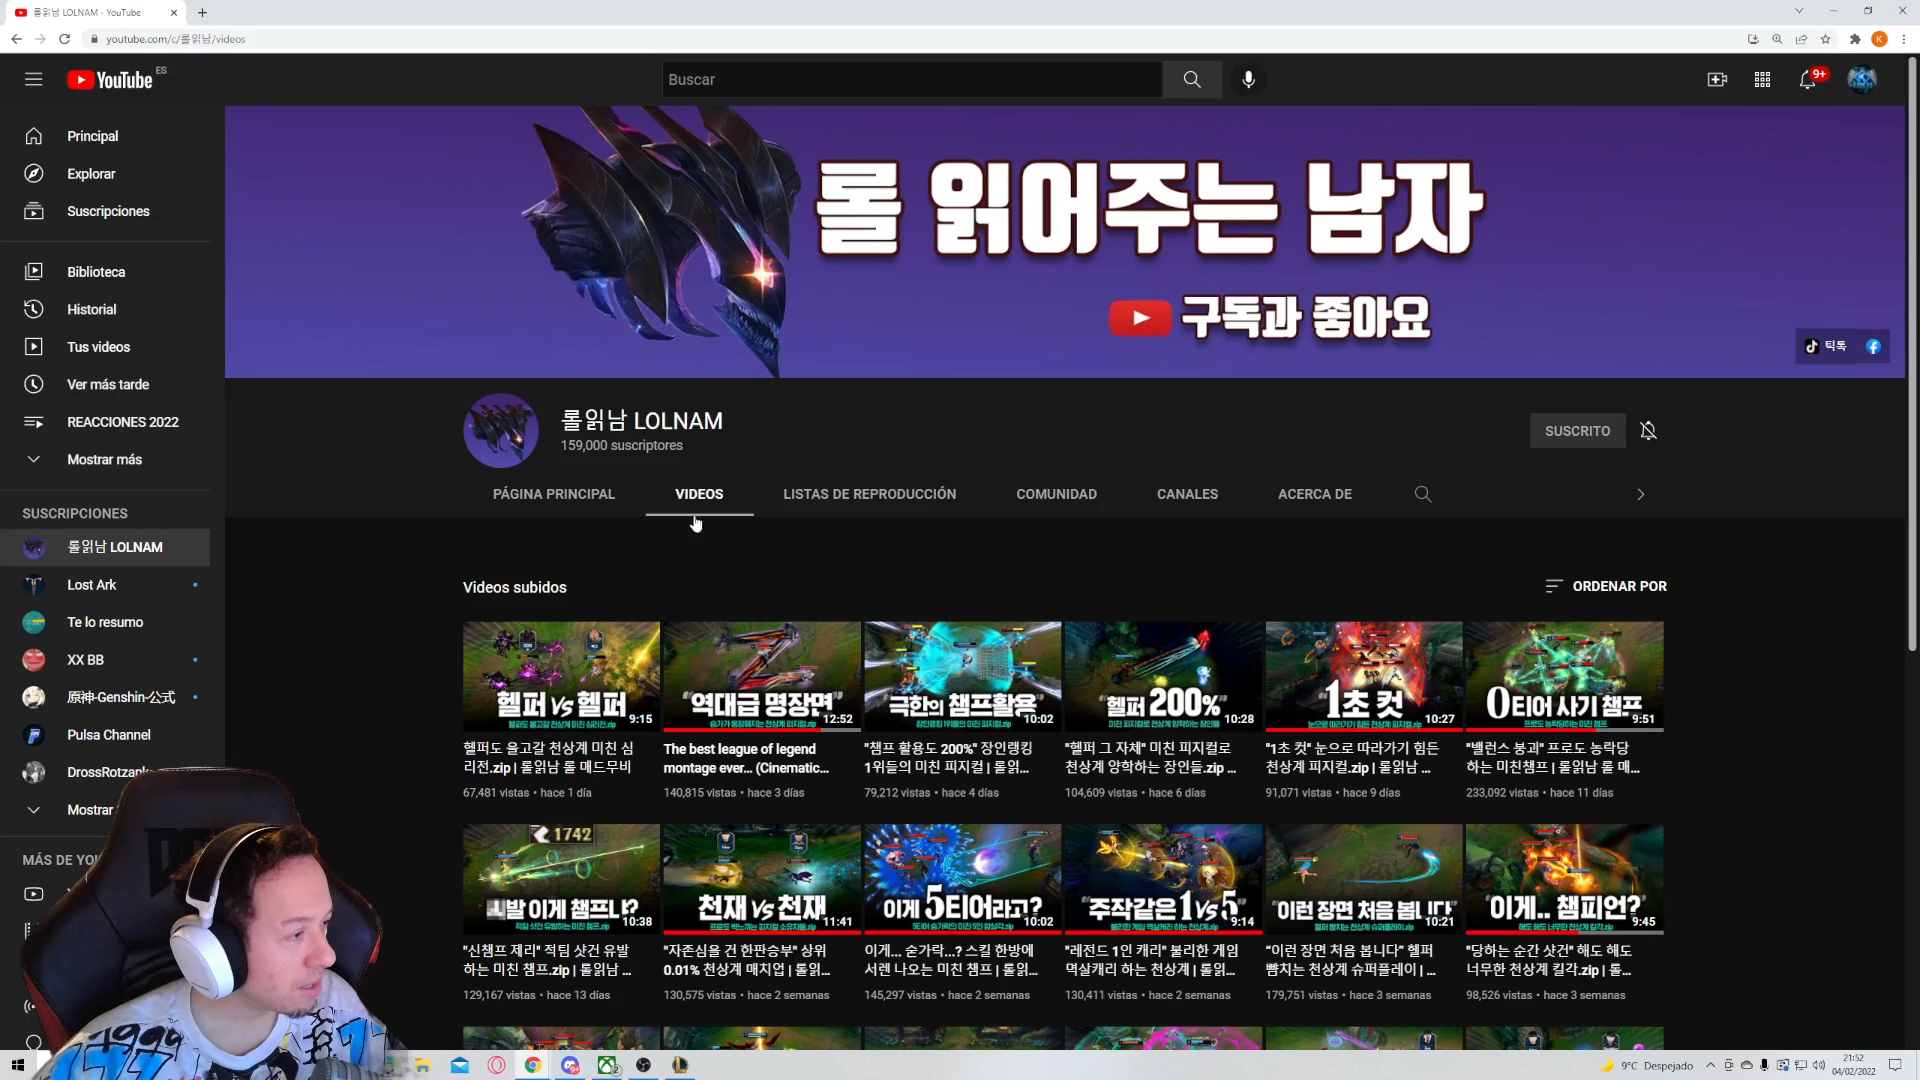 롤읽남 LOLNAM - YouTube
youtube.com/c/롤읽남/videos
K
YouTube ES
Buscar
9+
Principal
Explorar
Suscripciones
Biblioteca
Historial
Tus videos
Ver más tarde
REACCIONES 2022
Mostrar más
SUSCRIPCIONES
롤읽남 LOLNAM
Lost Ark
Te lo resumo
XX BB
原神-Genshin-公式
Pulsa Channel
DrossRotzank
Mostrar
MÁS DE YOU
롤 읽어주는 남자
구독과 좋아요
틱톡
롤읽남 LOLNAM
159,000 suscriptores
SUSCRITO
PÁGINA PRINCIPAL VIDEOS LISTAS DE REPRODUCCIÓN COMUNIDAD CANALES ACERCA DE
Videos subidos
ORDENAR POR
헬퍼 vs 헬퍼
9:15
헬퍼도 울고갈 천상계 미친 심
리전.zip | 롤읽남 롤 매드무비
67,481 vistas • hace 1 día
"역대급 명장면"
12:52
The best league of legend
montage ever... (Cinematic...
140,815 vistas • hace 3 días
극한의 챔프활용
10:02
"챔프 활용도 200%" 장인랭킹
1위들의 미친 피지컬 | 롤읽...
79,212 vistas • hace 4 días
"헬퍼 200%"
10:28
"헬퍼 그 자체" 미친 피지컬로
천상계 양학하는 장인들.zip ...
104,609 vistas • hace 6 días
"1초 컷"
10:27
"1초 컷" 눈으로 따라가기 힘든
천상계 피지컬.zip | 롤읽남 ...
91,071 vistas • hace 9 días
0티어 사기 챔프
9:51
"밸런스 붕괴" 프로도 농락당
하는 미친챔프 | 롤읽남 롤 매...
233,092 vistas • hace 11 días
1742
발 이게 챔프냐?
10:38
"신챔프 제리" 적팀 샷건 유발
하는 미친 챔프.zip | 롤읽남 ...
129,167 vistas • hace 13 días
천재 vs 천재
11:41
"자존심을 건 한판승부" 상위
0.01% 천상계 매치업 | 롤읽...
130,575 vistas • hace 2 semanas
이게 5티어라고?
10:02
이게... 숟가락...? 스킬 한방에
서렌 나오는 미친 챔프 | 롤읽...
145,297 vistas • hace 2 semanas
"주작같은 1 vs 5"
9:14
"레전드 1인 캐리" 불리한 게임
멱살캐리 하는 천상계 | 롤읽...
130,411 vistas • hace 2 semanas
"이런 장면 처음 봅니다"
10:21
"이런 장면 처음 봅니다" 헬퍼
뺨치는 천상계 슈퍼플레이 | ...
179,751 vistas • hace 3 semanas
"이게.. 챔피언?"
9:45
"당하는 순간 샷건" 해도 해도
너무한 천상계 킬각.zip | 롤...
98,526 vistas • hace 3 semanas
9°C Despejado
21:52
04/02/2022